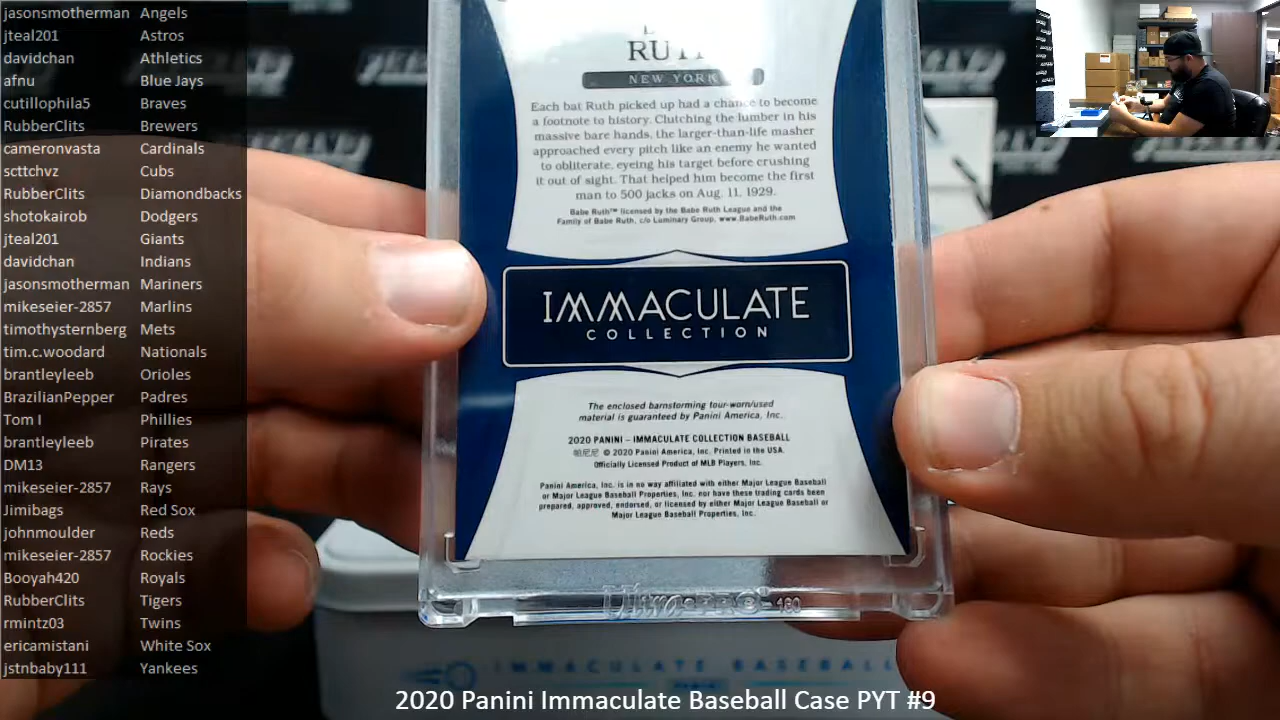 jasonsmotherman Angels
jteal201 Astros
davidchan Athletics
afnu Blue Jays
cutillophila5 Braves
RubberClits Brewers
cameronvasta Cardinals
scttchvz Cubs
RubberClits Diamondbacks
shotokairob Dodgers
jteal201 Giants
davidchan Indians
jasonsmotherman Mariners
mikeseier-2857 Marlins
timothysternberg Mets
tim.c.woodard Nationals
brantleyleeb Orioles
BrazilianPepper Padres
Tom I Phillies
brantleyleeb Pirates
DM13 Rangers
mikeseier-2857 Rays
Jimibags Red Sox
johnmoulder Reds
mikeseier-2857 Rockies
Booyah420 Royals
RubberClits Tigers
rmintz03 Twins
ericamistani White Sox
jstnbaby111 Yankees
RUTH
NEW YORK
Each bat Ruth picked up had a chance to become
a footnote to history. Clutching the lumber in his
massive bare hands, the larger-than-life masher
approached every pitch like an enemy he wanted
to obliterate, eyeing his target before crushing
it out of sight. That helped him become the first
man to 500 jacks on Aug. 11, 1929.
Babe Ruth™ licensed by the Babe Ruth League and the
Family of Babe Ruth, c/o Luminary Group, www.BabeRuth.com
IMMACULATE
COLLECTION
The enclosed barnstorming tour-worn/used
material is guaranteed by Panini America, Inc.
2020 PANINI – IMMACULATE COLLECTION BASEBALL
帕尼尼 © 2020 Panini America, Inc. Printed in the USA.
Officially Licensed Product of MLB Players, Inc.
Panini America, Inc. is in no way affiliated with either Major League Baseball
or Major League Baseball Properties, Inc. nor have these trading cards been
prepared, approved, endorsed, or licensed by either Major League Baseball or
Major League Baseball Properties, Inc.
Ultra-PRO® 180
IMMACULATE BASEBALL
PANINI
2020 Panini Immaculate Baseball Case PYT #9